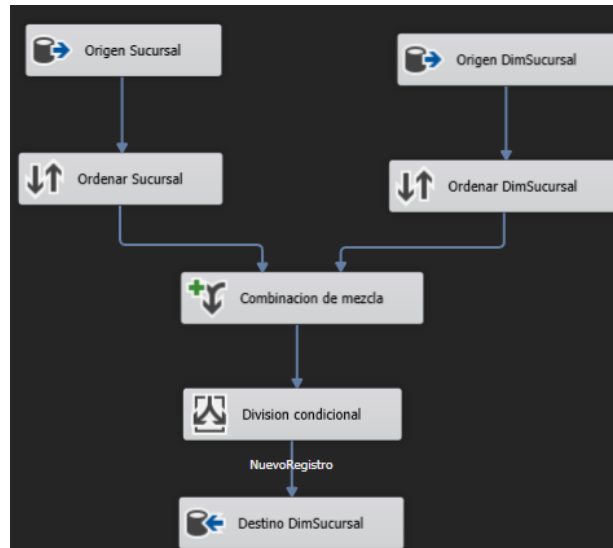 Origen Sucursal
Origen DimSucursal
Ordenar Sucursal
Ordenar DimSucursal
Combinacion de mezcla
Division condicional
NuevoRegistro
Destino DimSucursal